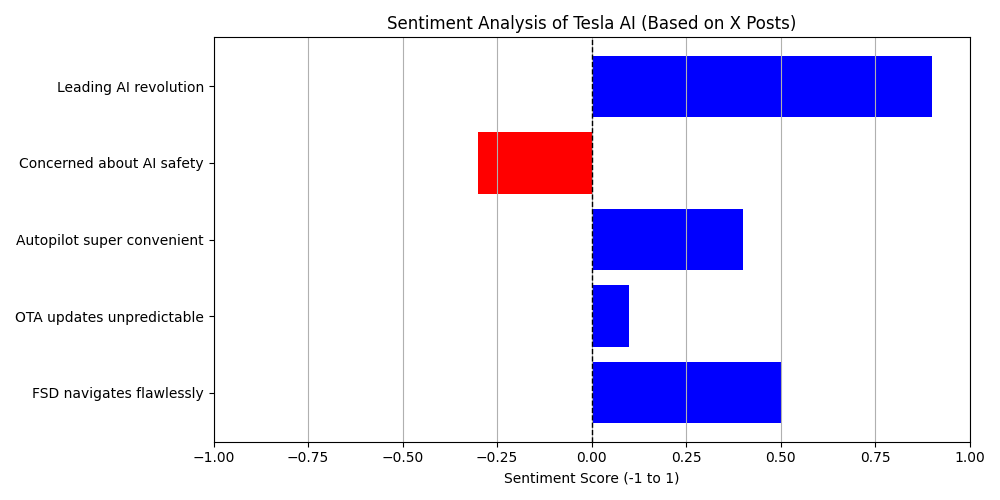 Sentiment Analysis of Tesla AI (Based on X Posts)
Leading AI revolution
Concerned about AI safety
Autopilot super convenient
OTA updates unpredictable
FSD navigates flawlessly
−1.00 −0.75 −0.50 −0.25 0.00 0.25 0.50 0.75 1.00
Sentiment Score (-1 to 1)